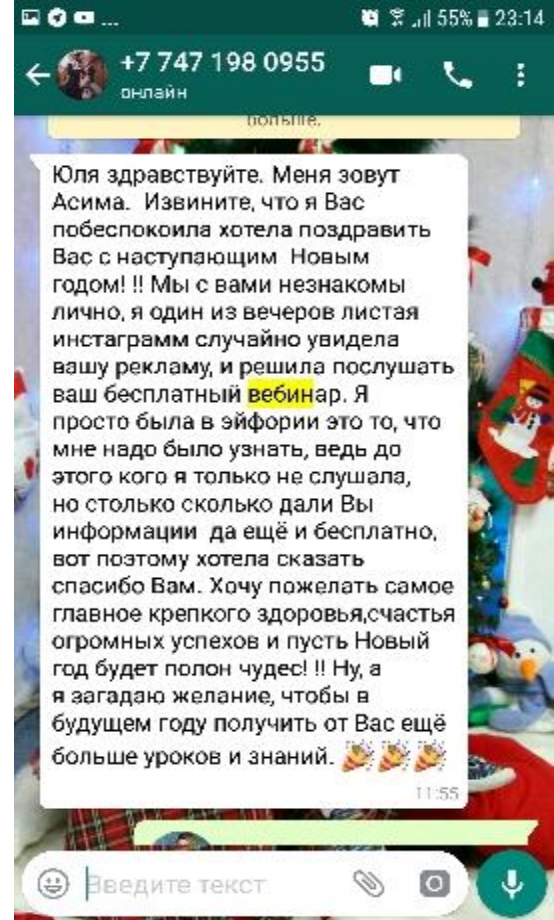 ... 55% 23:14
+7 747 198 0955
онлайн
больше.
Юля здравствуйте. Меня зовут
Асима. Извините, что я Вас
побеспокоила хотела поздравить
Вас с наступающим Новым
годом! !! Мы с вами незнакомы
лично, я один из вечеров листая
инстаграмм случайно увидела
вашу рекламу, и решила послушать
ваш бесплатный вебинар. Я
просто была в эйфории это то, что
мне надо было узнать, ведь до
этого кого я только не слушала,
но столько сколько дали Вы
информации да ещё и бесплатно,
вот поэтому хотела сказать
спасибо Вам. Хочу пожелать самое
главное крепкого здоровья,счастья
огромных успехов и пусть Новый
год будет полон чудес! !! Ну, а
я загадаю желание, чтобы в
будущем году получить от Вас ещё
больше уроков и знаний. 🎉🎉🎉
11:55
Введите текст